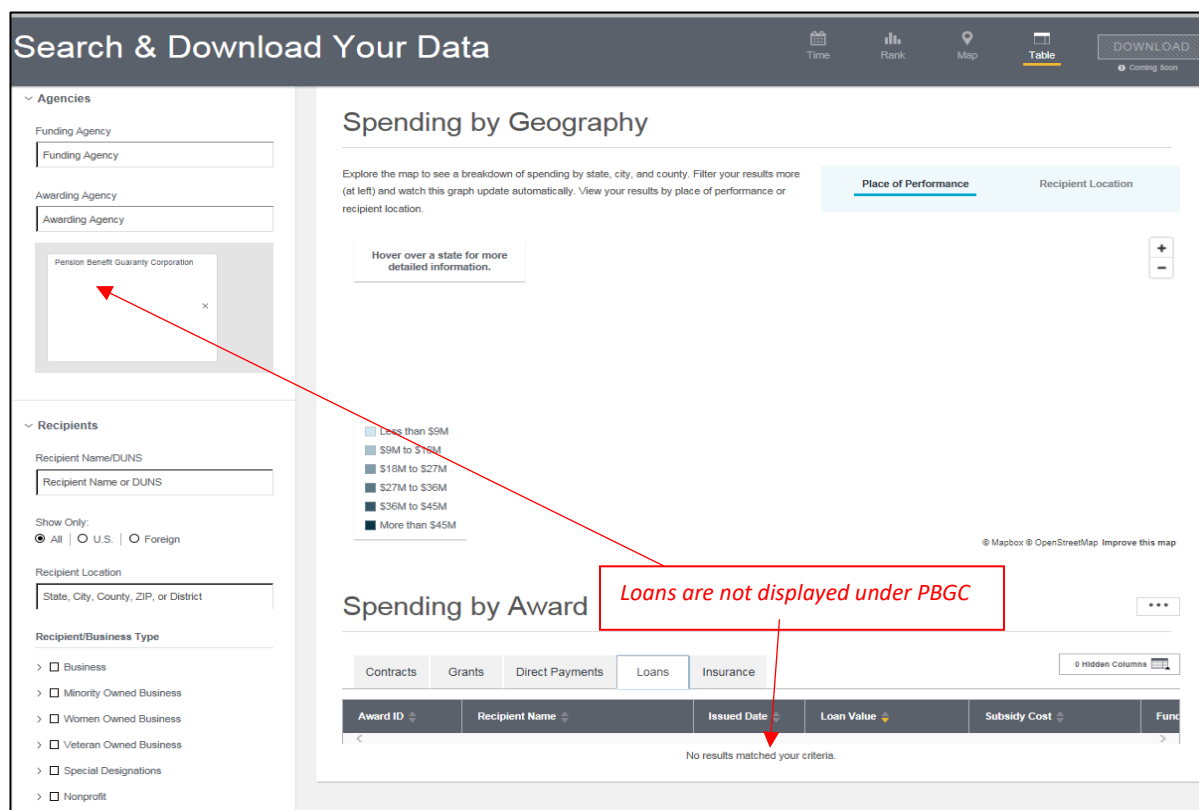 Search & Download Your Data
Time
Rank
Map
Table
DOWNLOAD
Coming Soon
Agencies
Funding Agency
Funding Agency
Awarding Agency
Awarding Agency
Pension Benefit Guaranty Corporation
×
Recipients
Recipient Name/DUNS
Recipient Name or DUNS
Show Only:
All | U.S. | Foreign
Recipient Location
State, City, County, ZIP, or District
Recipient/Business Type
Business
Minority Owned Business
Women Owned Business
Veteran Owned Business
Special Designations
Nonprofit
Spending by Geography
Explore the map to see a breakdown of spending by state, city, and county. Filter your results more
(at left) and watch this graph update automatically. View your results by place of performance or
recipient location.
Place of Performance
Recipient Location
Hover over a state for more
detailed information.
+
−
Less than $9M
$9M to $18M
$18M to $27M
$27M to $36M
$36M to $45M
More than $45M
© Mapbox © OpenStreetMap Improve this map
Loans are not displayed under PBGC
Spending by Award
•••
Contracts
Grants
Direct Payments
Loans
Insurance
0 Hidden Columns
Award ID
Recipient Name
Issued Date
Loan Value
Subsidy Cost
Func
No results matched your criteria.